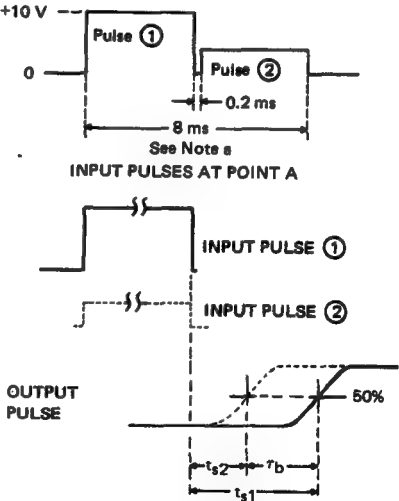 +10 V
Pulse ①
0
Pulse ②
0.2 ms
8 ms
See Note a
INPUT PULSES AT POINT A
INPUT PULSE ①
INPUT PULSE ②
OUTPUT
PULSE
50%
ts2
τb
ts1